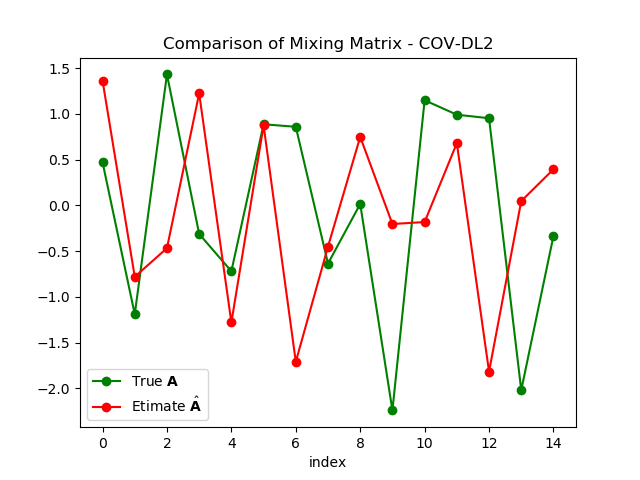 Comparison of Mixing Matrix - COV-DL2
1.5
1.0
0.5
0.0
−0.5
−1.0
−1.5
−2.0
True A
Etimate Â
0 2 4 6 8 10 12 14
index